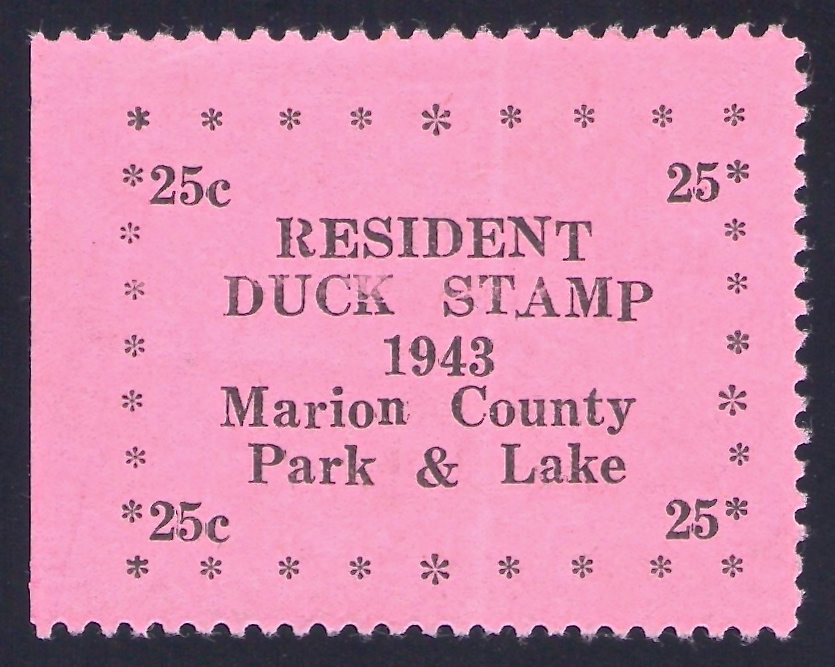 * * * * * * * * *
*25c 25*
RESIDENT
DUCK STAMP
1943
Marion County
Park & Lake
*25c 25*
* * * * * * * * *